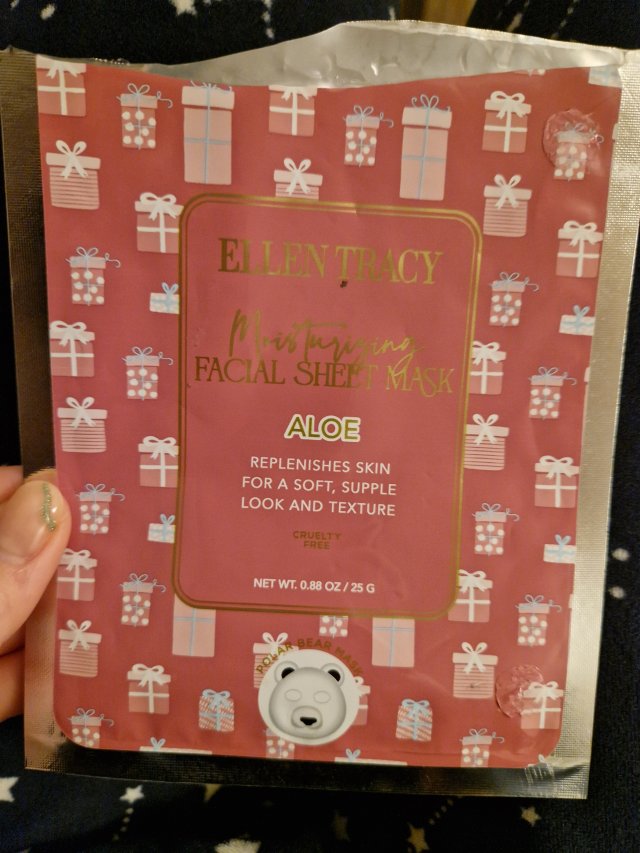 ELLEN TRACY
Moisturizing
FACIAL SHEET MASK
ALOE
REPLENISHES SKIN
FOR A SOFT, SUPPLE
LOOK AND TEXTURE
CRUELTY
FREE
NET WT. 0.88 OZ / 25 G
POLAR BEAR MASK